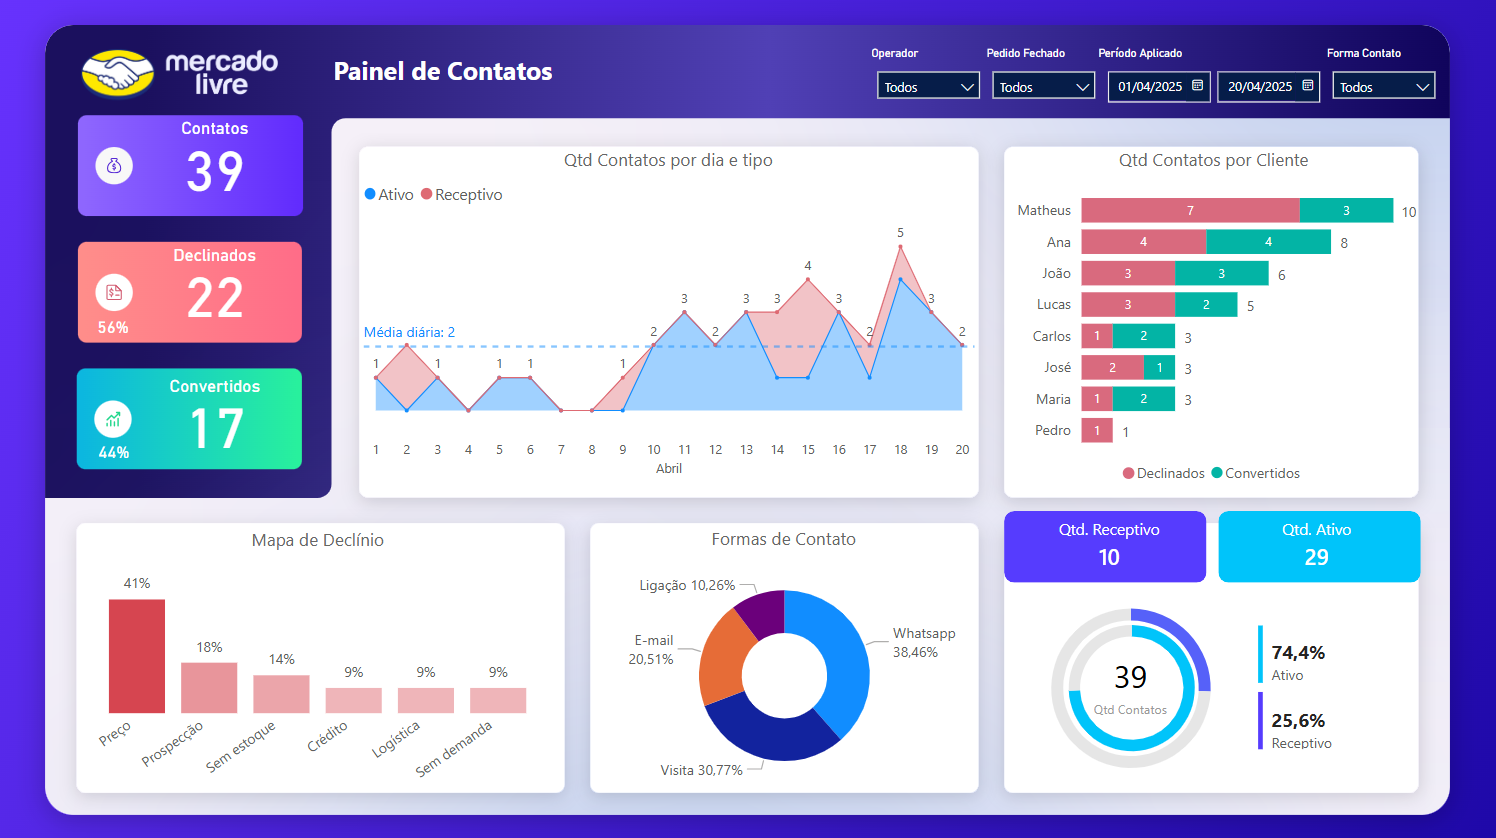 mercado
livre
Painel de Contatos
Operador
Todos
Pedido Fechado
Todos
Período Aplicado
01/04/2025
20/04/2025
Forma Contato
Todos
Contatos
39
Declinados
22
56%
Convertidos
17
44%
Qtd Contatos por dia e tipo
Ativo Receptivo
Média diária: 2
1 1 1 1 1 2 3 2 3 3 4 3 2 5 3 2
1 2 3 4 5 6 7 8 9 10 11 12 13 14 15 16 17 18 19 20
Abril
Qtd Contatos por Cliente
Matheus 7 3 10
Ana 4 4 8
João 3 3 6
Lucas 3 2 5
Carlos 1 2 3
José 2 1 3
Maria 1 2 3
Pedro 1 1
Declinados Convertidos
Mapa de Declínio
41% 18% 14% 9% 9% 9%
Preço Prospecção Sem estoque Crédito Logística Sem demanda
Formas de Contato
Ligação 10,26%
E-mail
20,51%
Whatsapp
38,46%
Visita 30,77%
Qtd. Receptivo
10
Qtd. Ativo
29
39
Qtd Contatos
74,4%
Ativo
25,6%
Receptivo